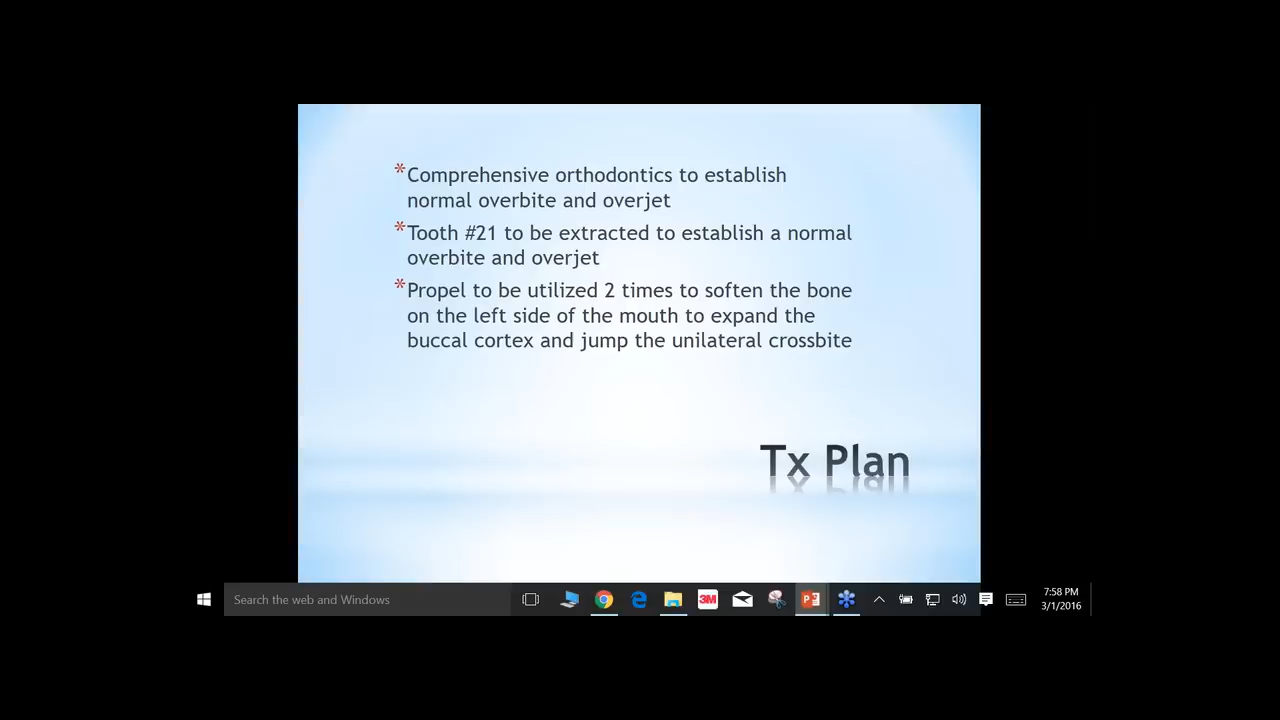 *Comprehensive orthodontics to establish
normal overbite and overjet
*Tooth #21 to be extracted to establish a normal
overbite and overjet
*Propel to be utilized 2 times to soften the bone
on the left side of the mouth to expand the
buccal cortex and jump the unilateral crossbite
Tx Plan
Search the web and Windows
3M
P
7:58 PM
3/1/2016